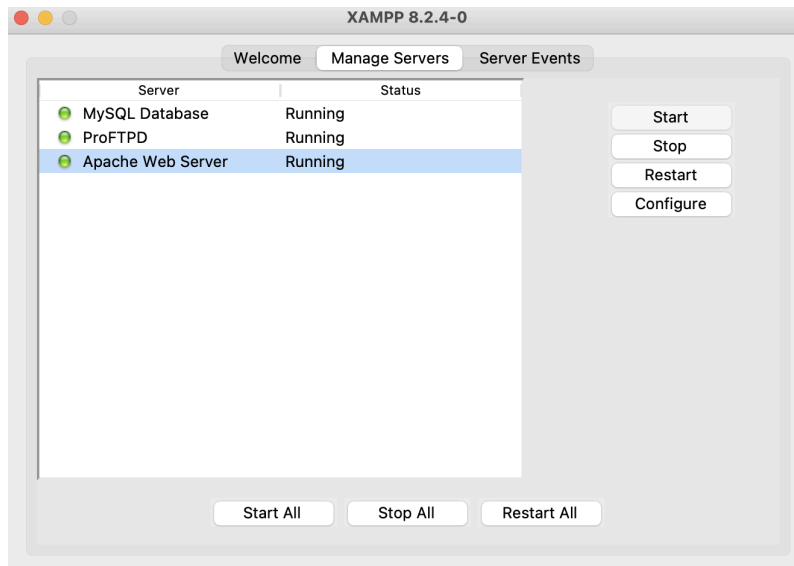 XAMPP 8.2.4-0
Welcome Manage Servers Server Events
Server Status
MySQL Database Running
ProFTPD Running
Apache Web Server Running
Start
Stop
Restart
Configure
Start All Stop All Restart All